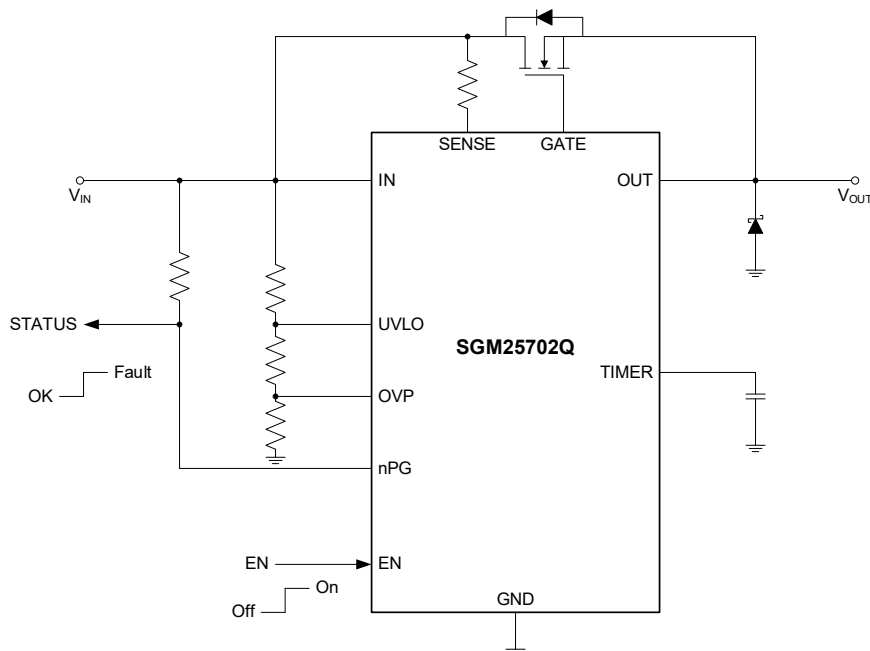 SENSE GATE
IN OUT
VIN VOUT
STATUS UVLO
SGM25702Q
Fault TIMER
OK OVP
nPG
EN EN
On
Off GND